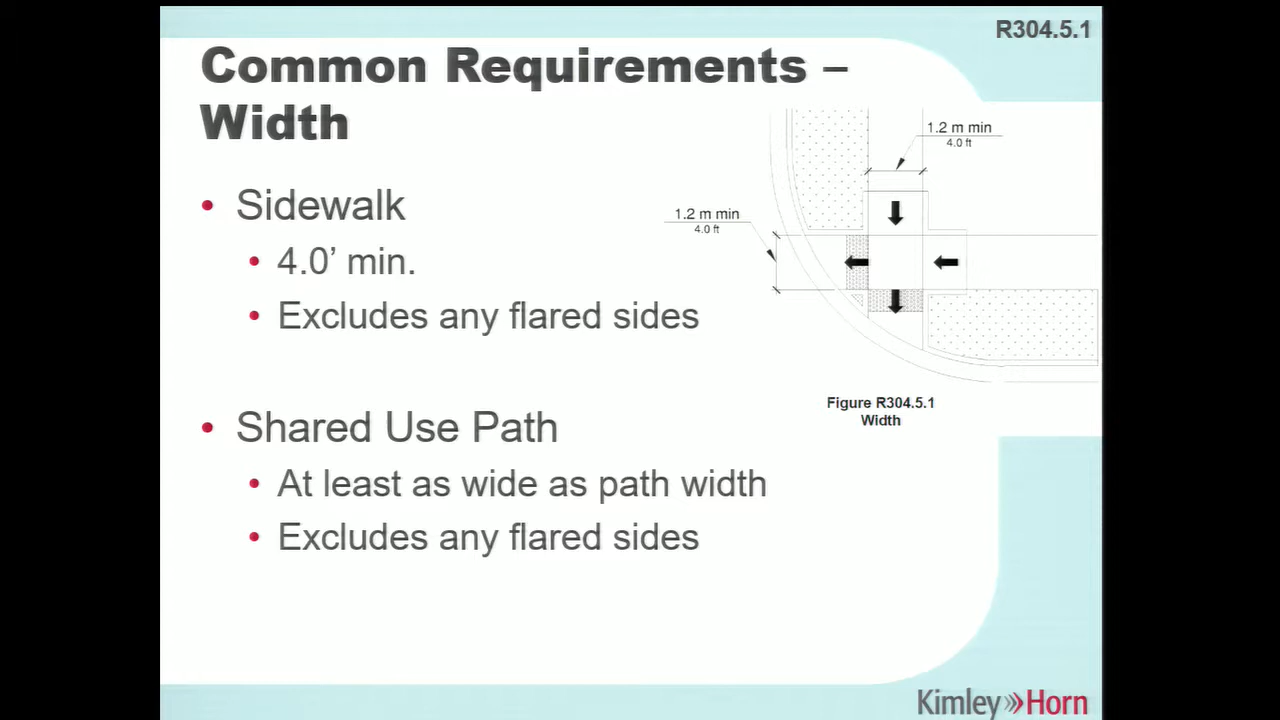 R304.5.1
Common Requirements –
Width
• Sidewalk
• 4.0’ min.
• Excludes any flared sides
• Shared Use Path
• At least as wide as path width
• Excludes any flared sides
1.2 m min
4.0 ft
1.2 m min
4.0 ft
Figure R304.5.1
Width
Kimley»Horn